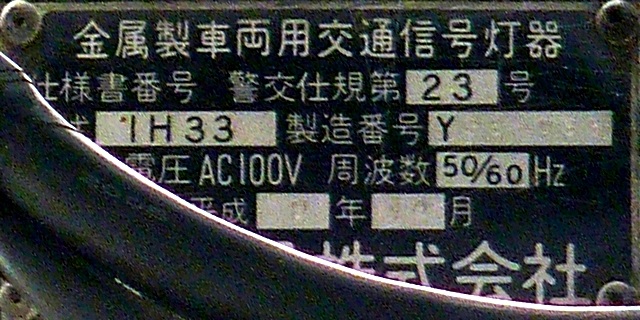 金属製車両用交通信号灯器
仕様書番号 警交仕規第 23 号
1H33 製造番号 Y
電圧 AC100V 周波数 50/60 Hz
平成 年 月
株式会社